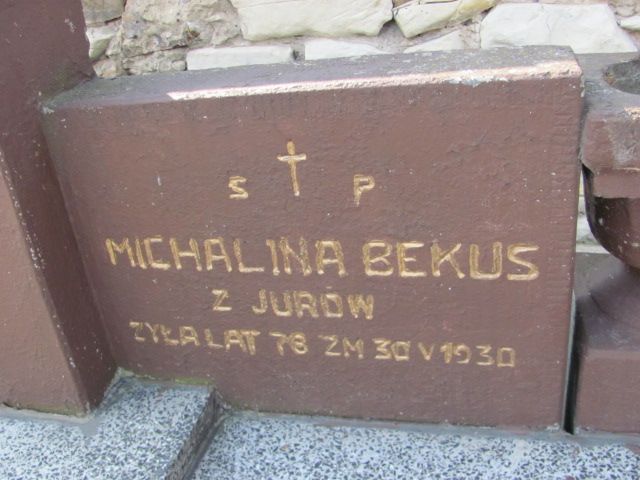 S † P
MICHALINA BEKUS
Z JURÓW
ŻYŁA LAT 78 ZM 30 V 1930